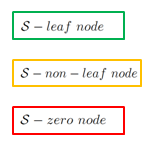 𝒮 − leaf node
𝒮 − non − leaf node
𝒮 − zero node